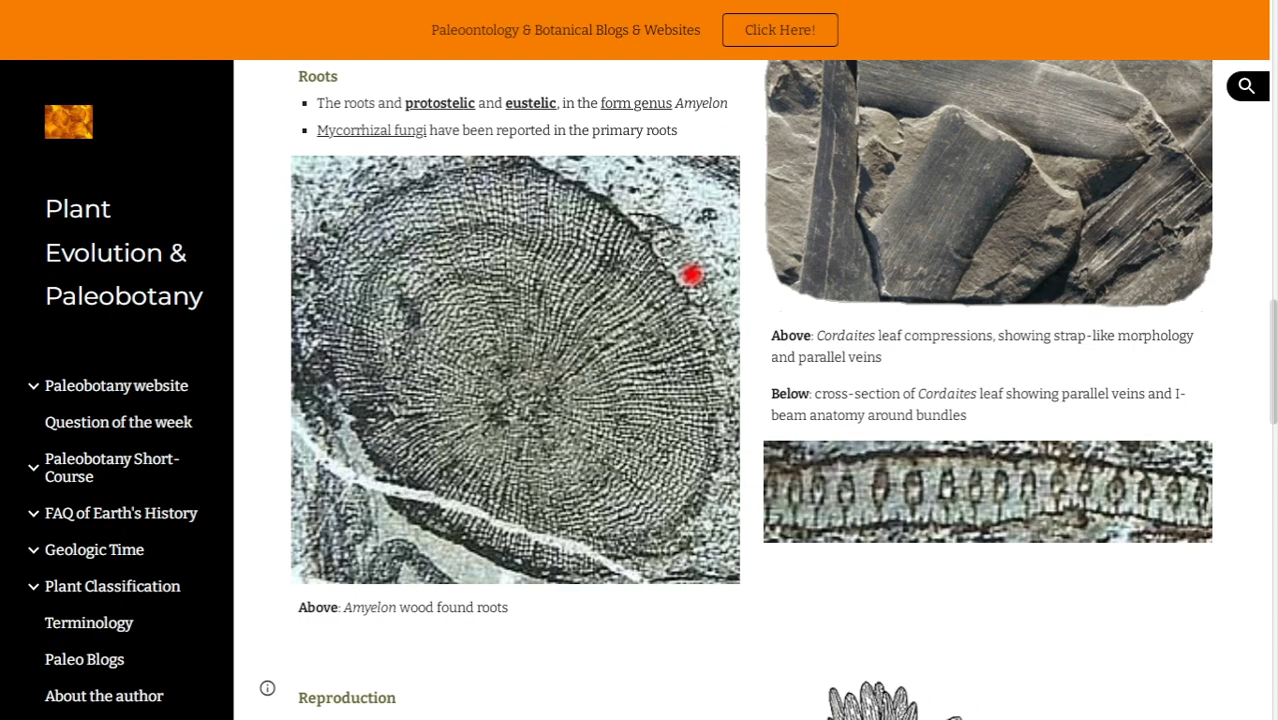 Paleoontology & Botanical Blogs & Websites
Click Here!
Plant
Evolution &
Paleobotany
Paleobotany website
Question of the week
Paleobotany Short-
Course
FAQ of Earth's History
Geologic Time
Plant Classification
Terminology
Paleo Blogs
About the author
Roots
The roots and protostelic and eustelic, in the form genus Amyelon
Mycorrhizal fungi have been reported in the primary roots
Above: Amyelon wood found roots
Reproduction
Above: Cordaites leaf compressions, showing strap-like morphology
and parallel veins
Below: cross-section of Cordaites leaf showing parallel veins and I-
beam anatomy around bundles